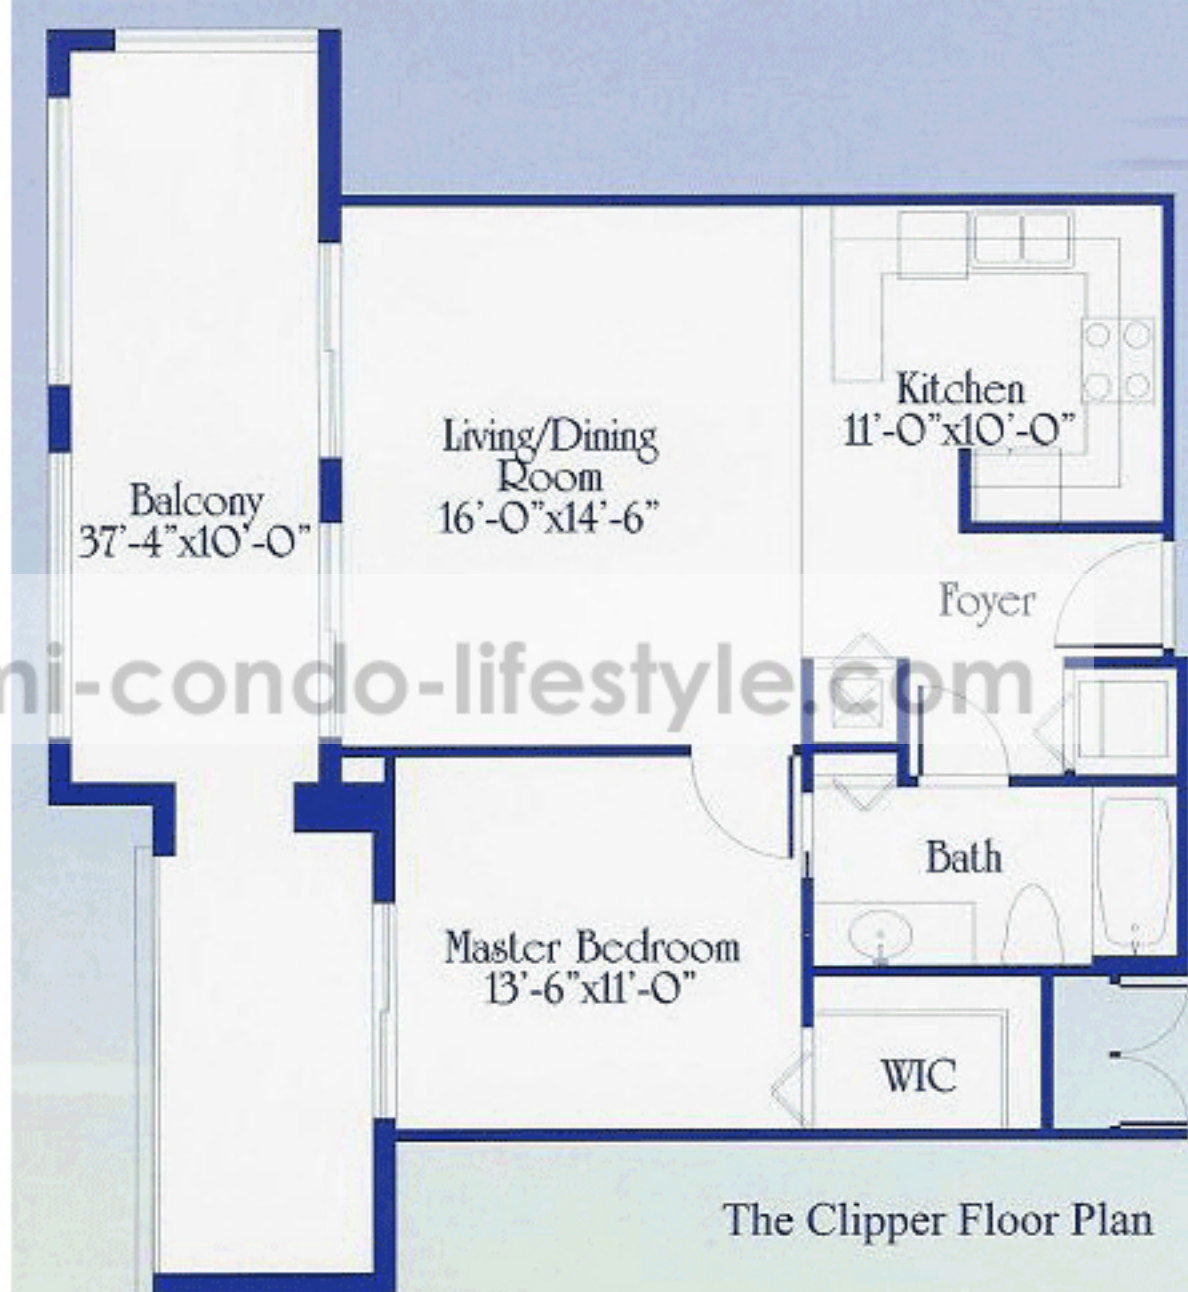 Kitchen
11'-0"x10'-0"
Living/Dining
Room
16'-0"x14'-6"
Balcony
37'-4"x10'-0"
Foyer
mi-condo-lifestyle.com
Bath
Master Bedroom
13'-6"x11'-0"
WIC
The Clipper Floor Plan